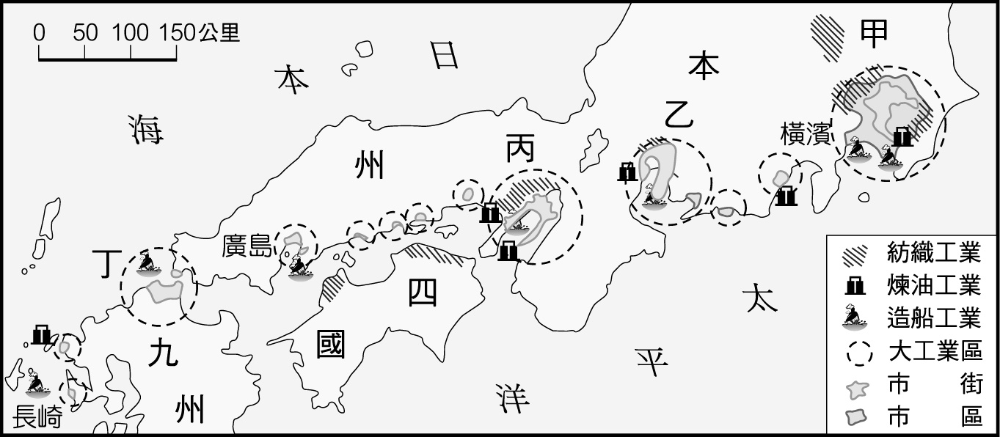 0 50 100 150公里
日
本
海
本
州
甲
乙
丙
丁
橫濱
廣島
四
國
九
州
長崎
太
平
洋
紡織工業
煉油工業
造船工業
大工業區
市街
市區